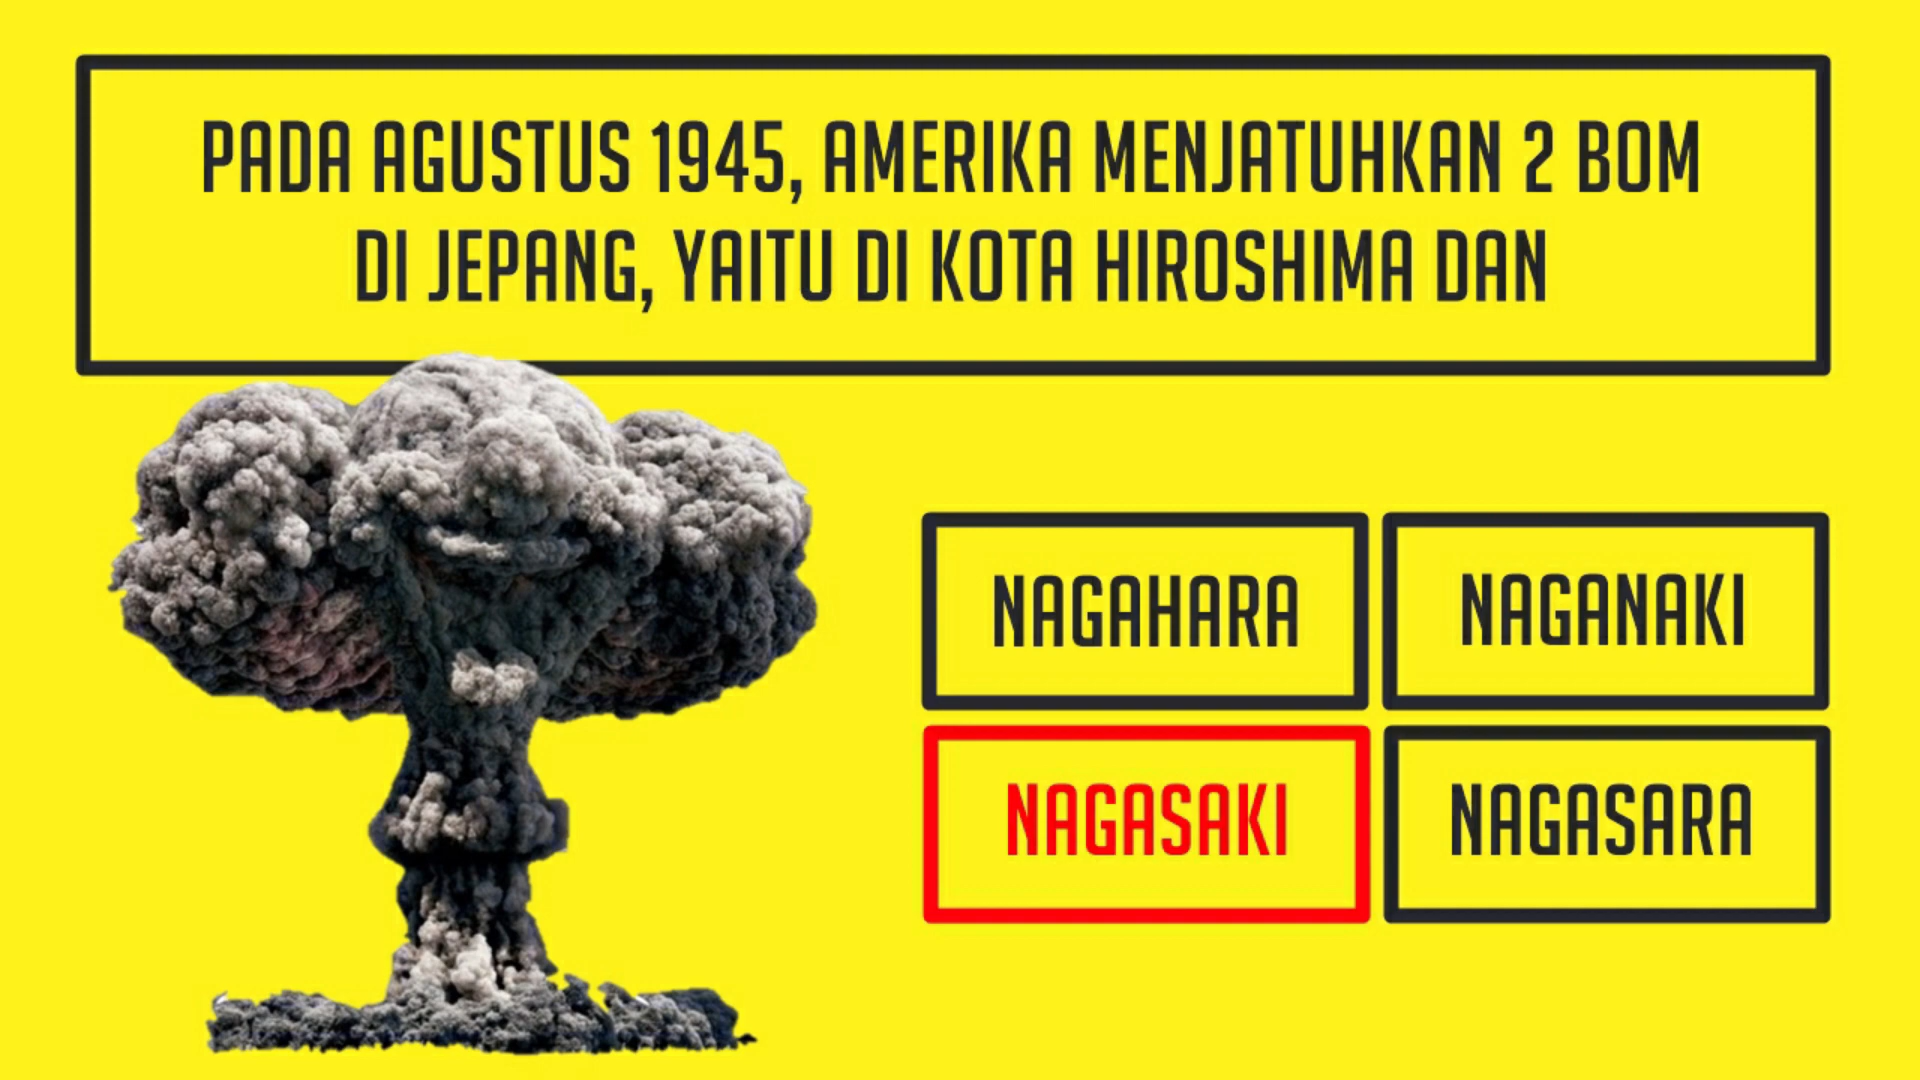 PADA AGUSTUS 1945, AMERIKA MENJATUHKAN 2 BOM
DI JEPANG, YAITU DI KOTA HIROSHIMA DAN
NAGAHARA
NAGANAKI
NAGASAKI
NAGASARA